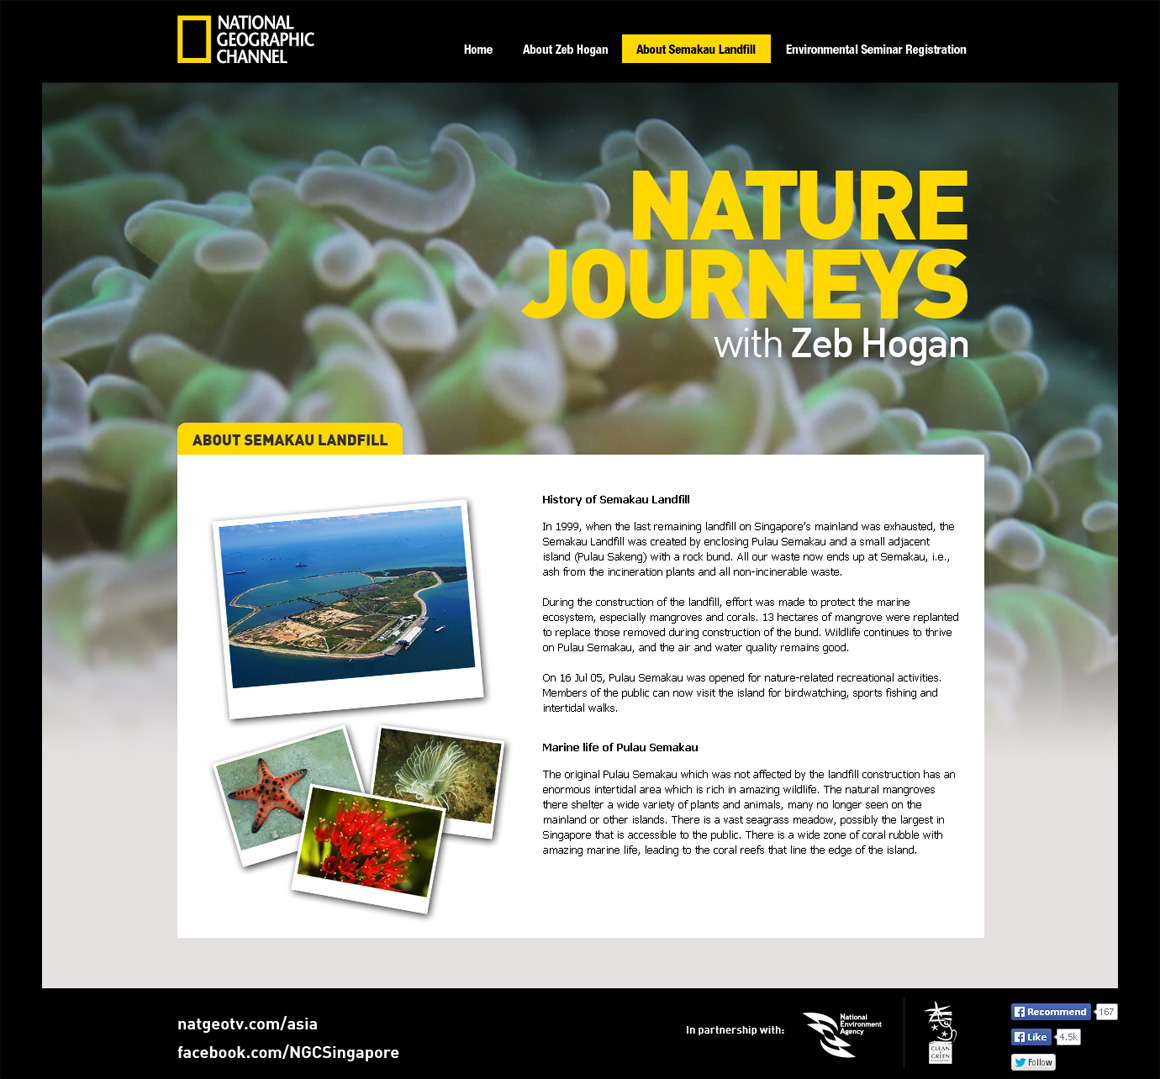 NATIONAL
GEOGRAPHIC
CHANNEL
Home About Zeb Hogan About Semakau Landfill Environmental Seminar Registration
NATURE
JOURNEYS
with Zeb Hogan
ABOUT SEMAKAU LANDFILL
History of Semakau Landfill
In 1999, when the last remaining landfill on Singapore's mainland was exhausted, the
Semakau Landfill was created by enclosing Pulau Semakau and a small adjacent
island (Pulau Sakeng) with a rock bund. All our waste now ends up at Semakau, i.e.,
ash from the incineration plants and all non-incinerable waste.
During the construction of the landfill, effort was made to protect the marine
ecosystem, especially mangroves and corals. 13 hectares of mangrove were replanted
to replace those removed during construction of the bund. Wildlife continues to thrive
on Pulau Semakau, and the air and water quality remains good.
On 16 Jul 05, Pulau Semakau was opened for nature-related recreational activities.
Members of the public can now visit the island for birdwatching, sports fishing and
intertidal walks.
Marine life of Pulau Semakau
The original Pulau Semakau which was not affected by the landfill construction has an
enormous intertidal area which is rich in amazing wildlife. The natural mangroves
there shelter a wide variety of plants and animals, many no longer seen on the
mainland or other islands. There is a vast seagrass meadow, possibly the largest in
Singapore that is accessible to the public. There is a wide zone of coral rubble with
amazing marine life, leading to the coral reefs that line the edge of the island.
natgeotv.com/asia
facebook.com/NGCSingapore
In partnership with:
National
Environment
Agency
CLEAN
&
GREEN
Recommend 167
Like 4.5k
Follow